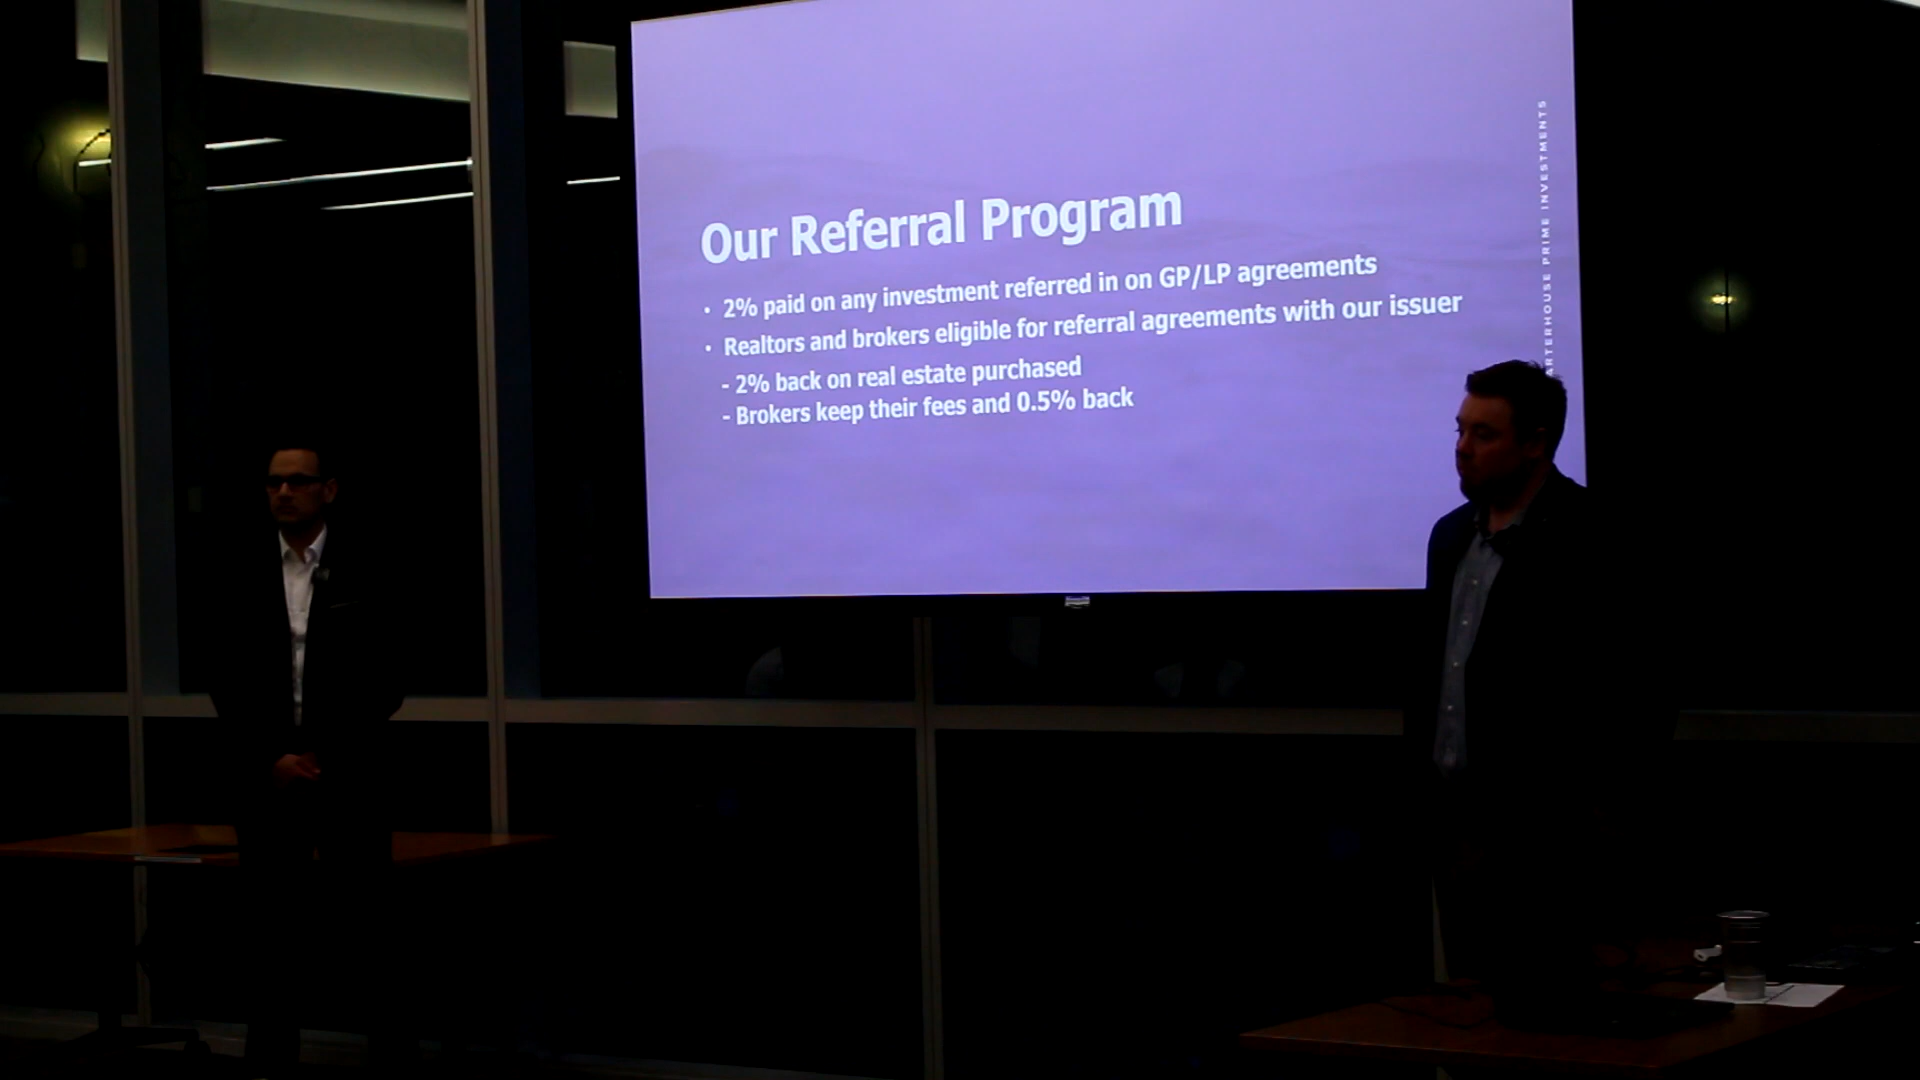 Our Referral Program
• 2% paid on any investment referred in on GP/LP agreements
• Realtors and brokers eligible for referral agreements with our issuer
- 2% back on real estate purchased
- Brokers keep their fees and 0.5% back
ARTERHOUSE PRIME INVESTMENTS